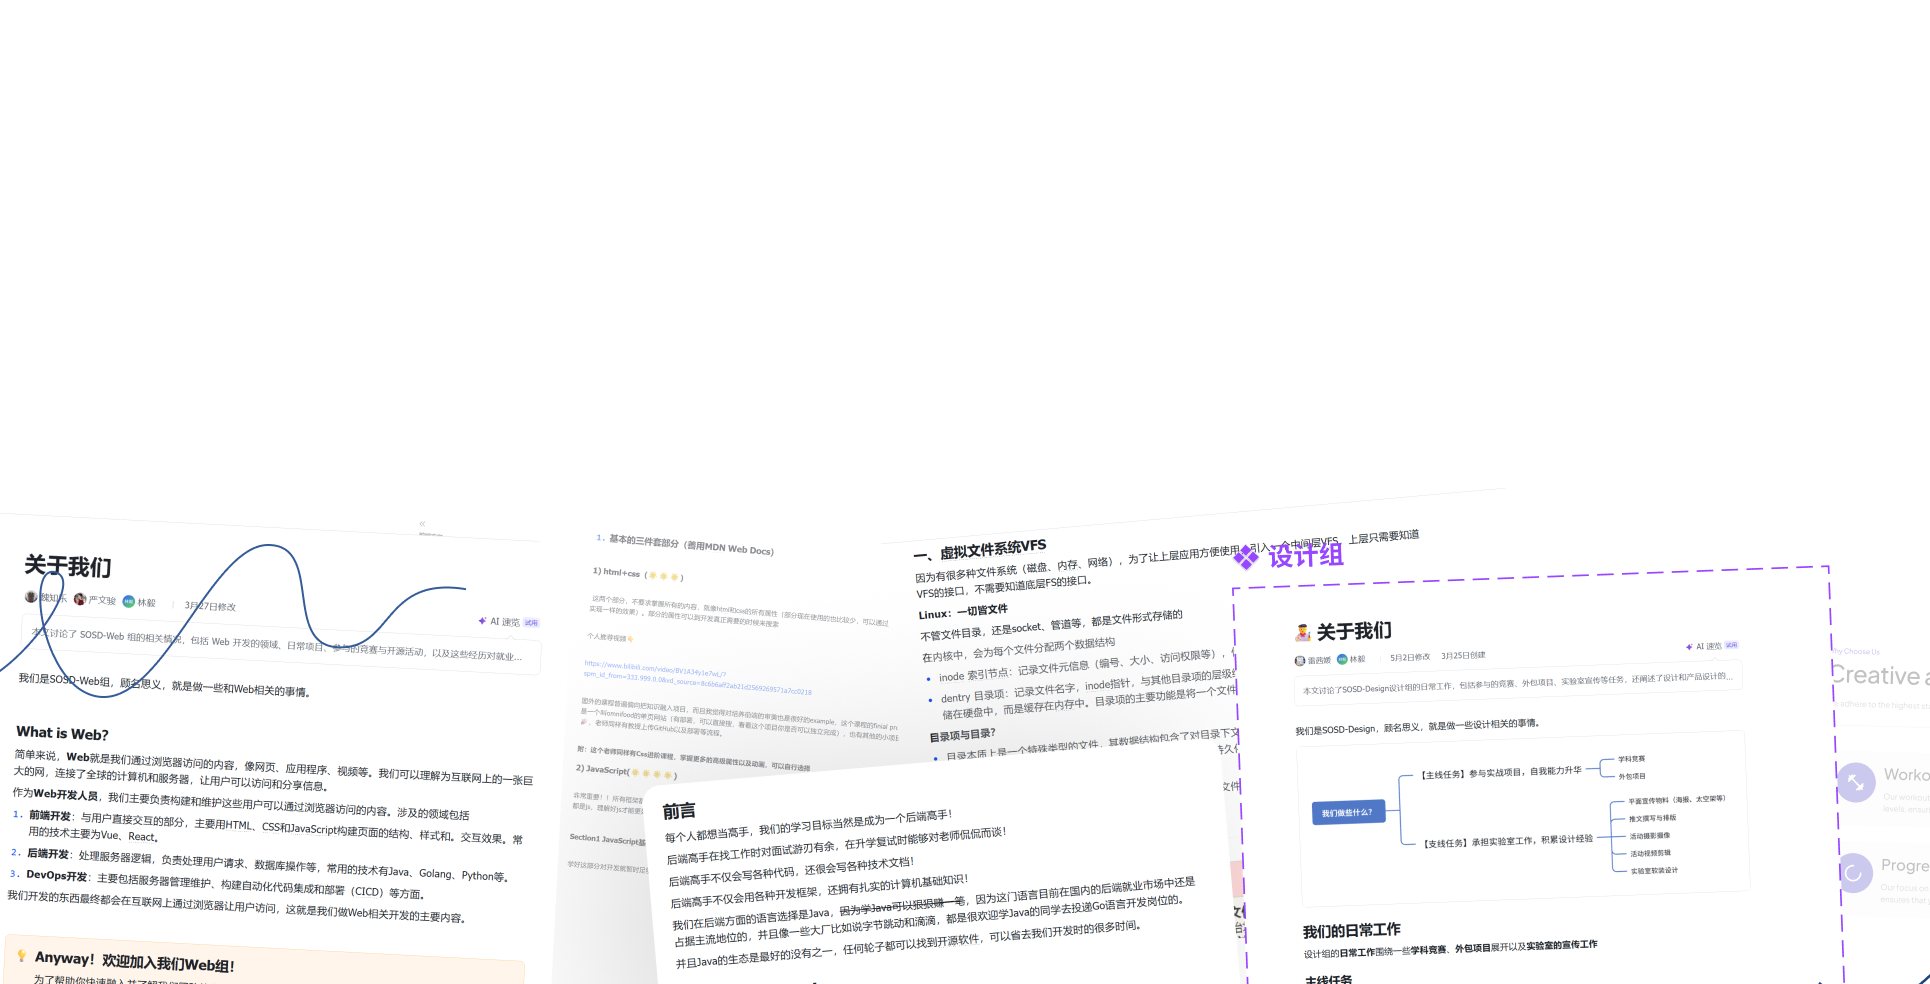 关于我们
魏知乐 严文骏 林毅 3月27日修改
AI 速览 试用
本文讨论了 SOSD-Web 组的相关情况，包括 Web 开发的领域、日常项目、参与的竞赛与开源活动，以及这些经历对就业...
我们是SOSD-Web组，顾名思义，就是做一些和Web相关的事情。
What is Web?
简单来说，Web就是我们通过浏览器访问的内容，像网页、应用程序、视频等。我们可以理解为互联网上的一张巨
大的网，连接了全球的计算机和服务器，让用户可以访问和分享信息。
作为Web开发人员，我们主要负责构建和维护这些用户可以通过浏览器访问的内容。涉及的领域包括
1. 前端开发：与用户直接交互的部分，主要用HTML、CSS和JavaScript构建页面的结构、样式和。交互效果。常
用的技术主要为Vue、React。
2. 后端开发：处理服务器逻辑，负责处理用户请求、数据库操作等，常用的技术有Java、Golang、Python等。
3. DevOps开发：主要包括服务器管理维护、构建自动化代码集成和部署（CICD）等方面。
我们开发的东西最终都会在互联网上通过浏览器让用户访问，这就是我们做Web相关开发的主要内容。
Anyway！欢迎加入我们Web组！
1. 基本的三件套部分（善用MDN Web Docs）
1) html+css（
）
个人推荐视频
附：这个老师同样有Css进阶课程，掌握更多的高级属性以及动画，可以自行选择
2) JavaScript(
)
Section1 JavaScript基
一、虚拟文件系统VFS
因为有很多种文件系统（磁盘、内存、网络），为了让上层应用方便使用，引入一个中间层VFS，上层只需要知道
VFS的接口，不需要知道底层FS的接口。
Linux：一切皆文件
不管文件目录，还是socket、管道等，都是文件形式存储的
在内核中，会为每个文件分配两个数据结构
inode 索引节点：记录文件元信息（编号、大小、访问权限等），
dentry 目录项：记录文件名字，inode指针，与其他目录项的层级
储在硬盘中，而是缓存在内存中。目录项的主要功能是将一个文件
目录项与目录?
目录本质上是一个特殊类型的文件，其数据结构包含了对目录下文
前言
每个人都想当高手，我们的学习目标当然是成为一个后端高手！
后端高手在找工作时对面试游刃有余，在升学复试时能够对老师侃侃而谈！
后端高手不仅会写各种代码，还很会写各种技术文档！
后端高手不仅会用各种开发框架，还拥有扎实的计算机基础知识！
我们在后端方面的语言选择是Java，因为学Java可以狠狠赚一笔，因为这门语言目前在国内的后端就业市场中还是
占据主流地位的，并且像一些大厂比如说字节跳动和滴滴，都是很欢迎学Java的同学去投递Go语言开发岗位的。
并且Java的生态是最好的没有之一，任何轮子都可以找到开源软件，可以省去我们开发时的很多时间。
设计组
关于我们
雷茜媛 林毅 5月2日修改 3月25日创建
AI 速览 试用
本文讨论了SOSD-Design设计组的日常工作，包括参与的竞赛、外包项目、实验室宣传等任务，还阐述了设计和产品设计的...
我们是SOSD-Design，顾名思义，就是做一些设计相关的事情。
我们做些什么？
【主线任务】参与实战项目，自我能力升华
学科竞赛
外包项目
【支线任务】承担实验室工作，积累设计经验
平面宣传物料（海报、太空架等）
推文撰写与排版
活动摄影摄像
活动视频剪辑
实验室软装设计
我们的日常工作
设计组的日常工作围绕一些学科竞赛、外包项目展开以及实验室的宣传工作
主线任务
Why Choose Us
Creative
adhere to the highest
Worko
Our workout
Progre
Our focus on
ensures that